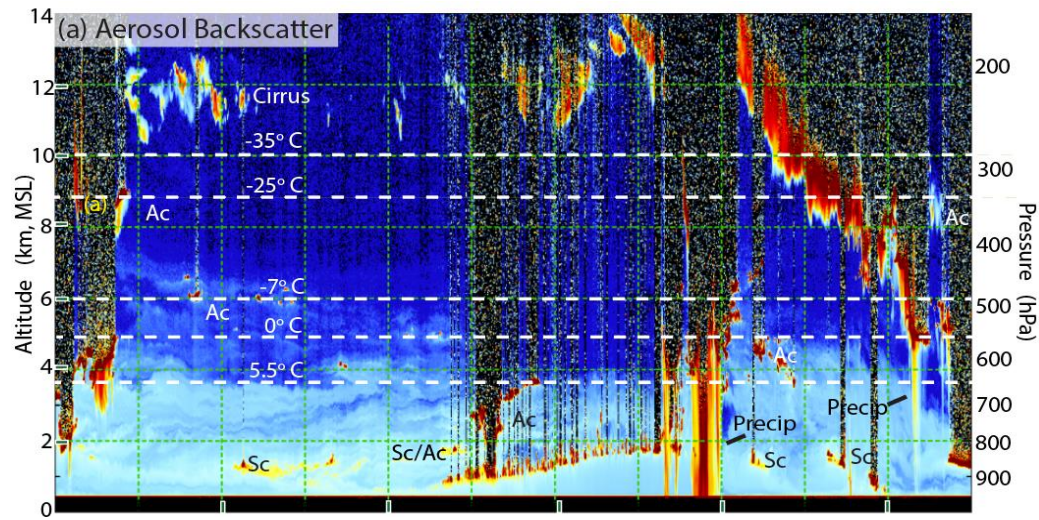 (a) Aerosol Backscatter
14
12
10
8
6
4
2
0
Altitude (km, MSL)
200
300
400
500
600
700
800
900
Pressure (hPa)
Cirrus
-35° C
-25° C
(a)
Ac
Ac
-7° C
Ac
0° C
Ac
5.5° C
Precip
Ac
Precip
Sc/Ac
Sc
Sc
Sc